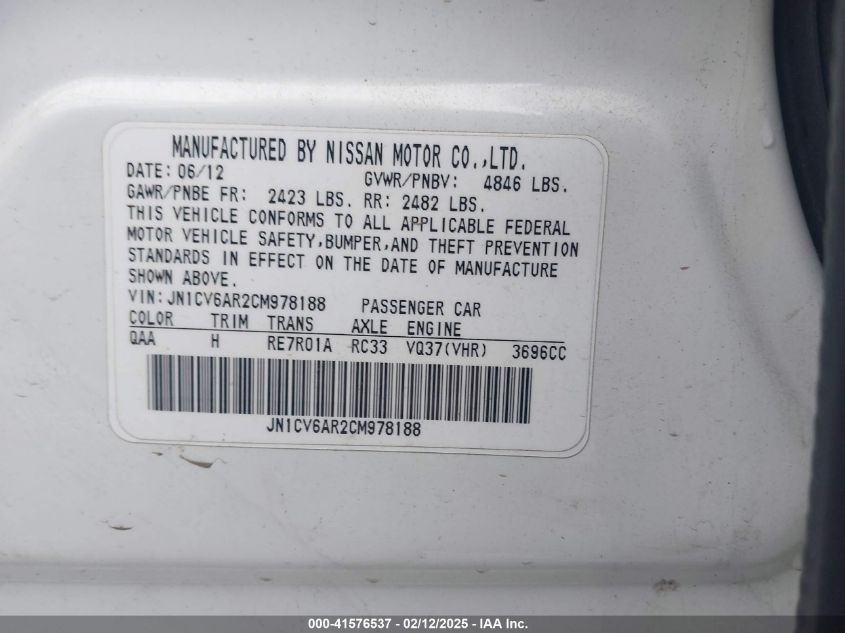 MANUFACTURED BY NISSAN MOTOR CO.,LTD.
DATE: 06/12 GVWR/PNBV: 4846 LBS.
GAWR/PNBE FR: 2423 LBS. RR: 2482 LBS.
THIS VEHICLE CONFORMS TO ALL APPLICABLE FEDERAL
MOTOR VEHICLE SAFETY,BUMPER,AND THEFT PREVENTION
STANDARDS IN EFFECT ON THE DATE OF MANUFACTURE
SHOWN ABOVE.
VIN:JN1CV6AR2CM978188 PASSENGER CAR
COLOR TRIM TRANS AXLE ENGINE
QAA H RE7R01A RC33 VQ37(VHR) 3696CC
JN1CV6AR2CM978188
000-41576537 - 02/12/2025 - IAA Inc.